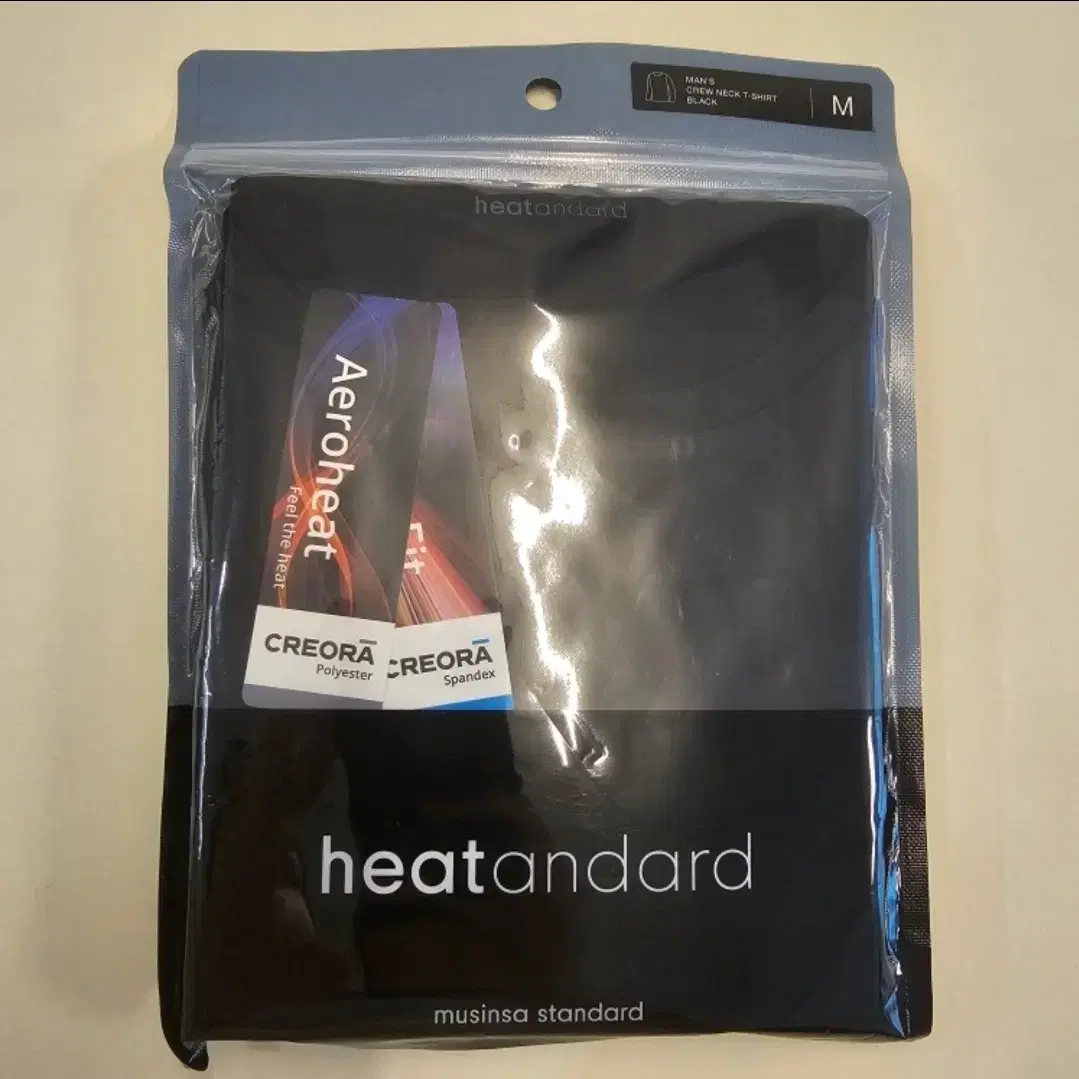 MAN'S
CREW NECK T-SHIRT
BLACK
M
heatandard
Aeroheat
Feel the heat
Fit
CREORA
Polyester
CREORA
Spandex
heatandard
musinsa standard